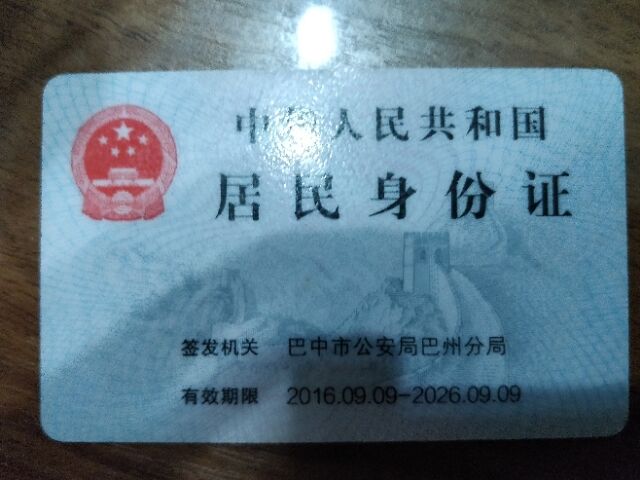 中华人民共和国
居民身份证
签发机关 巴中市公安局巴州分局
有效期限 2016.09.09-2026.09.09